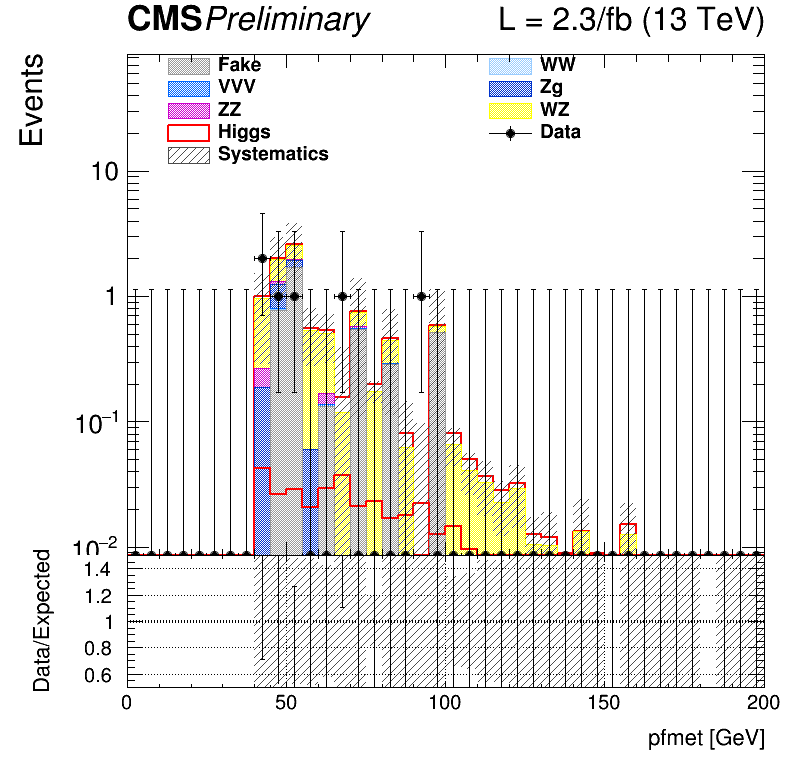 CMS Preliminary L = 2.3/fb (13 TeV)
Events
Fake WW
VVV Zg
ZZ WZ
Higgs Data
Systematics
10
1
10−1
10−2
Data/Expected
1.4
1.2
1
0.8
0.6
0 50 100 150 200
pfmet [GeV]